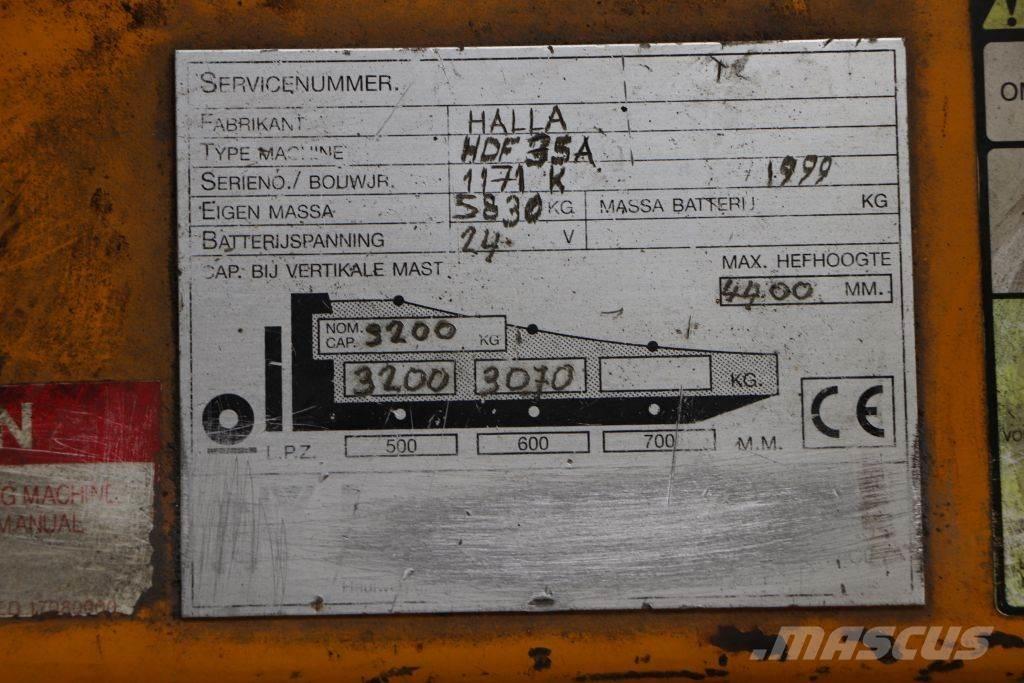 SERVICENUMMER.
FABRIKANT HALLA
TYPE MACHINE HDF 35A
SERIENO./ BOUWJR. 1171 K 1999
EIGEN MASSA 5830 KG MASSA BATTERIJ KG
BATTERIJSPANNING 24 V
CAP. BIJ VERTIKALE MAST
MAX. HEFHOOGTE
4400 MM.
NOM. CAP. 3200 KG
3200 3070 KG.
CE
L.P.Z. 500 600 700 M.M.
N
G MACHINE
MANUAL
MASCUS